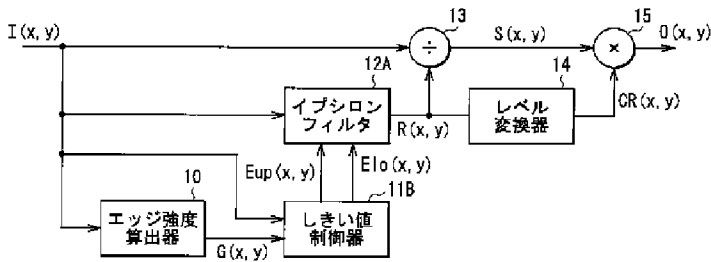 13
15
I(x,y)
÷
S(x,y)
×
O(x,y)
12A
14
イプシロン
フィルタ
R(x,y)
レベル
変換器
CR(x,y)
Eup(x,y)
Elo(x,y)
10
11B
エッジ強度
算出器
G(x,y)
しきい値
制御器